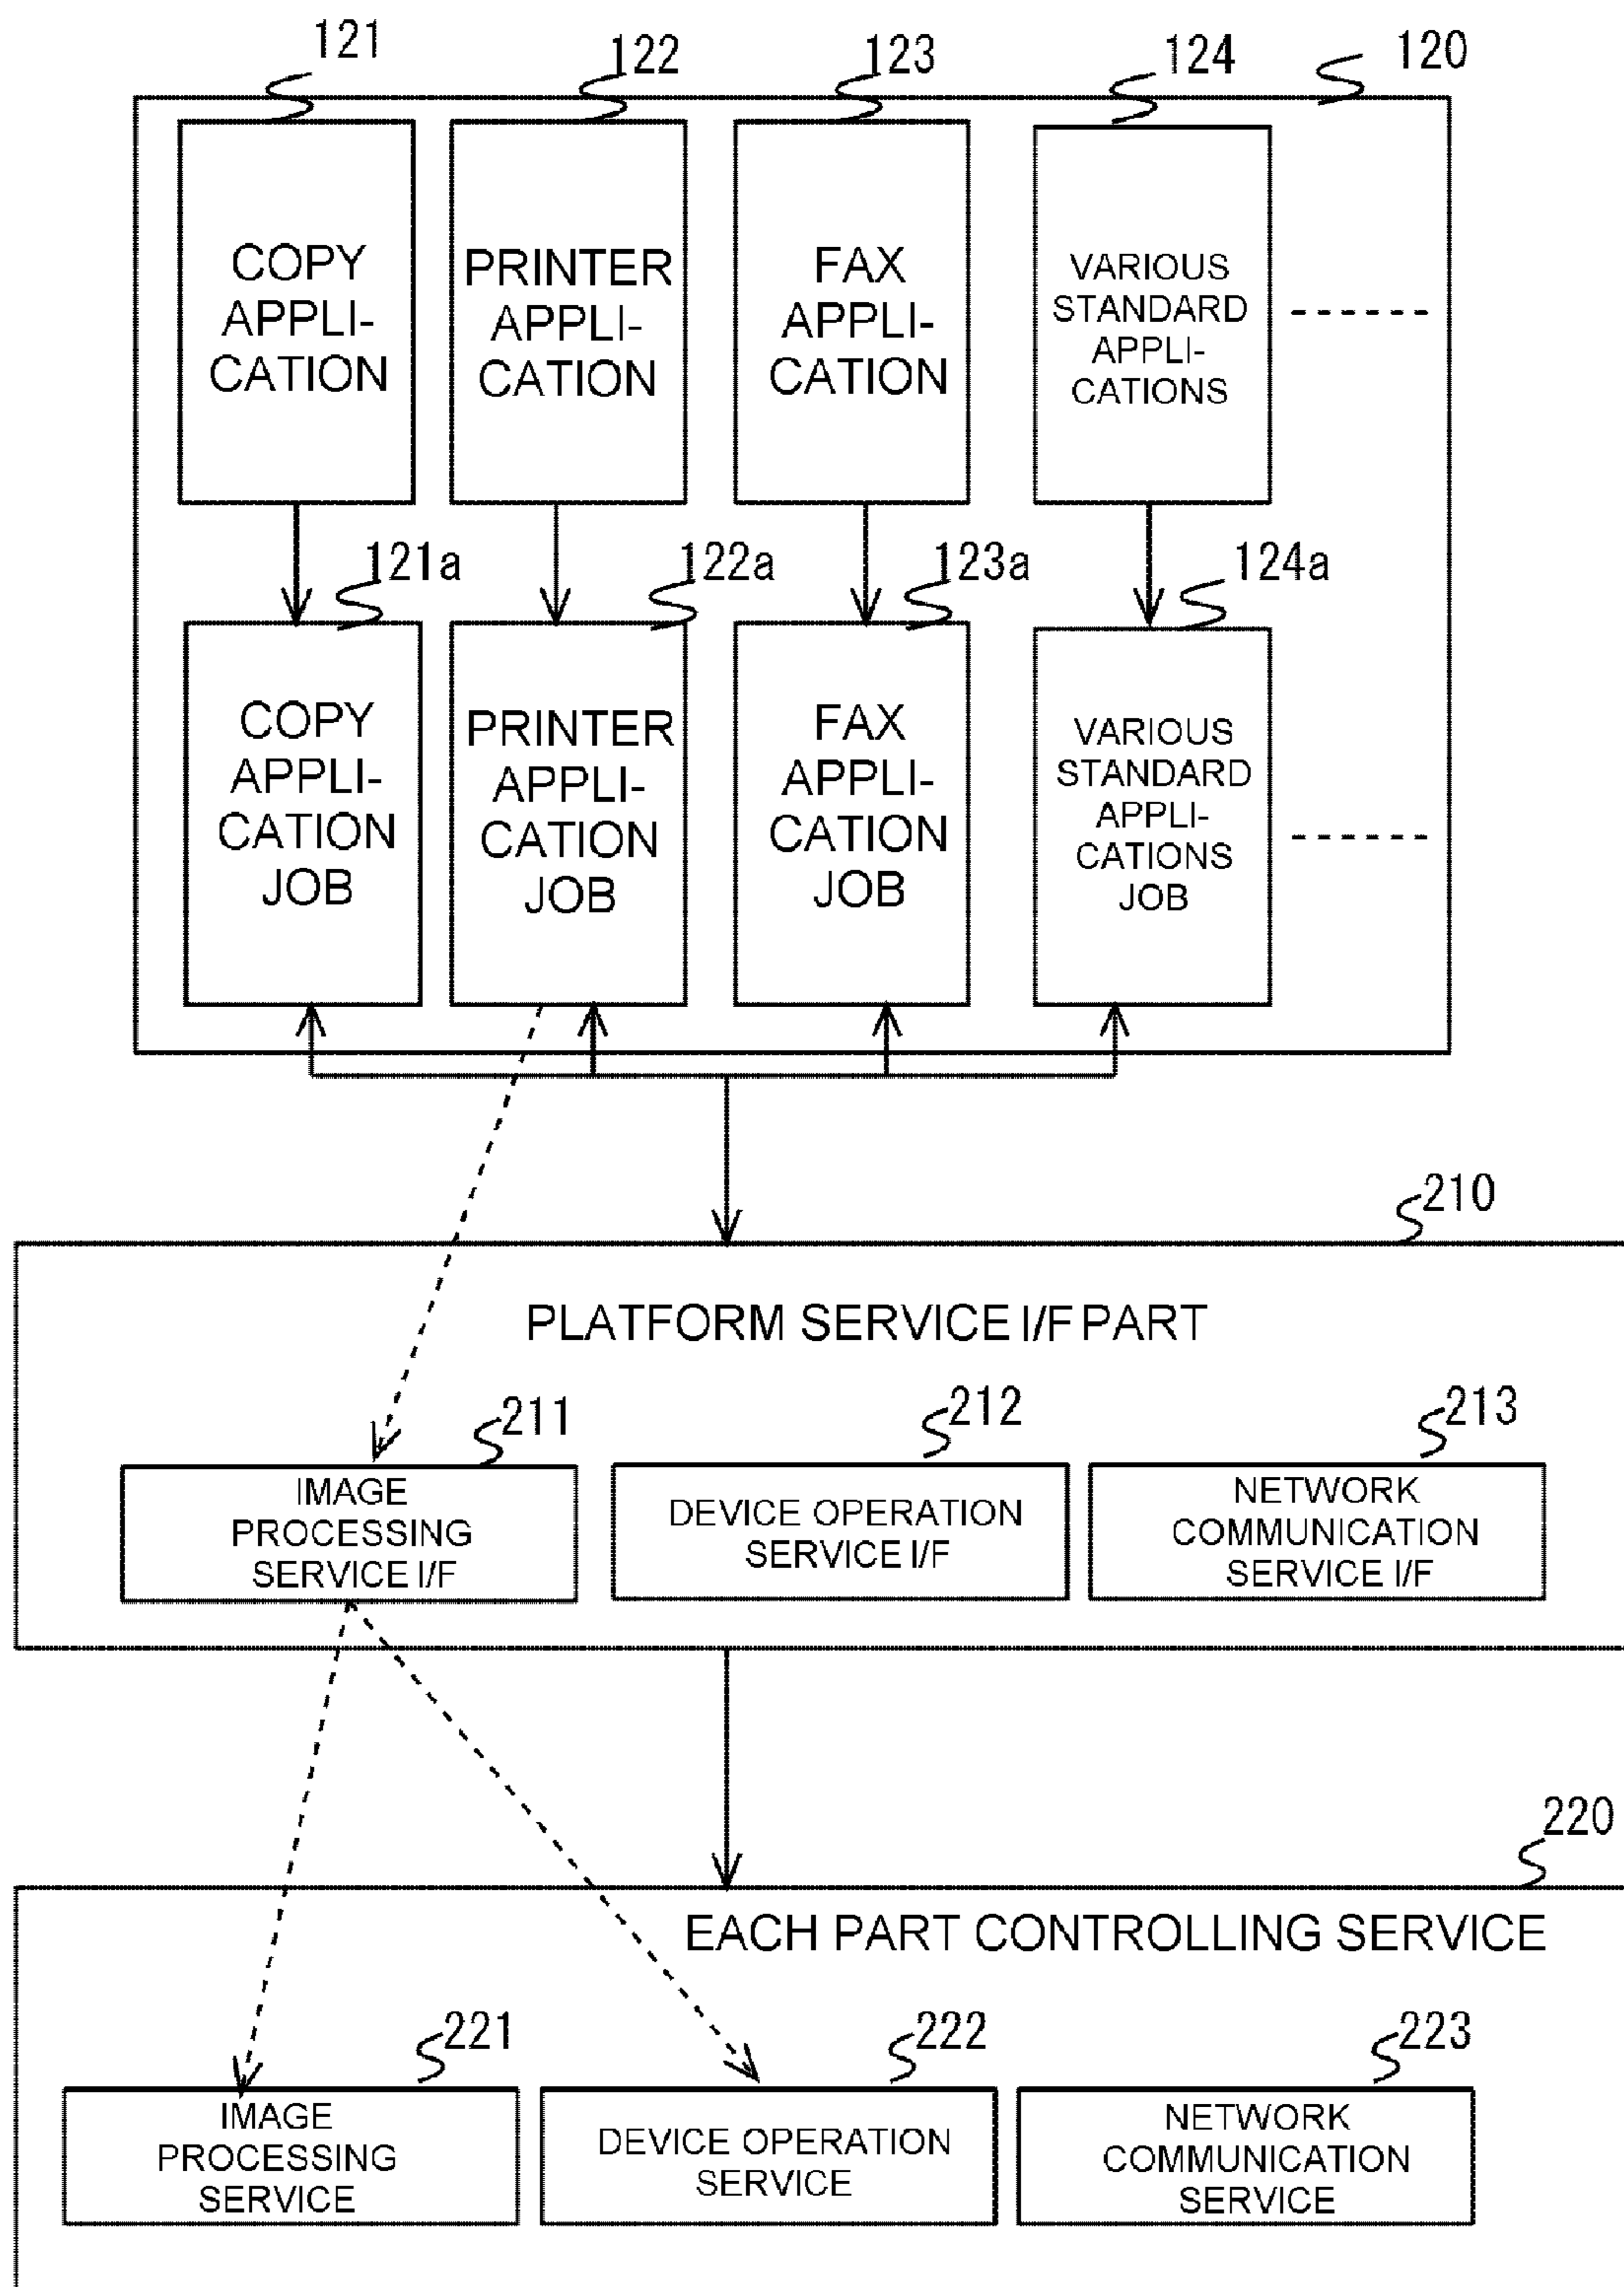 121
122
123
124
120
COPY
APPLI-
CATION
PRINTER
APPLI-
CATION
FAX
APPLI-
CATION
VARIOUS
STANDARD
APPLI-
CATIONS
121a
122a
123a
124a
COPY
APPLI-
CATION
JOB
PRINTER
APPLI-
CATION
JOB
FAX
APPLI-
CATION
JOB
VARIOUS
STANDARD
APPLI-
CATIONS
JOB
210
PLATFORM SERVICE I/F PART
211
212
213
IMAGE
PROCESSING
SERVICE I/F
DEVICE OPERATION
SERVICE I/F
NETWORK
COMMUNICATION
SERVICE I/F
220
EACH PART CONTROLLING SERVICE
221
222
223
IMAGE
PROCESSING
SERVICE
DEVICE OPERATION
SERVICE
NETWORK
COMMUNICATION
SERVICE